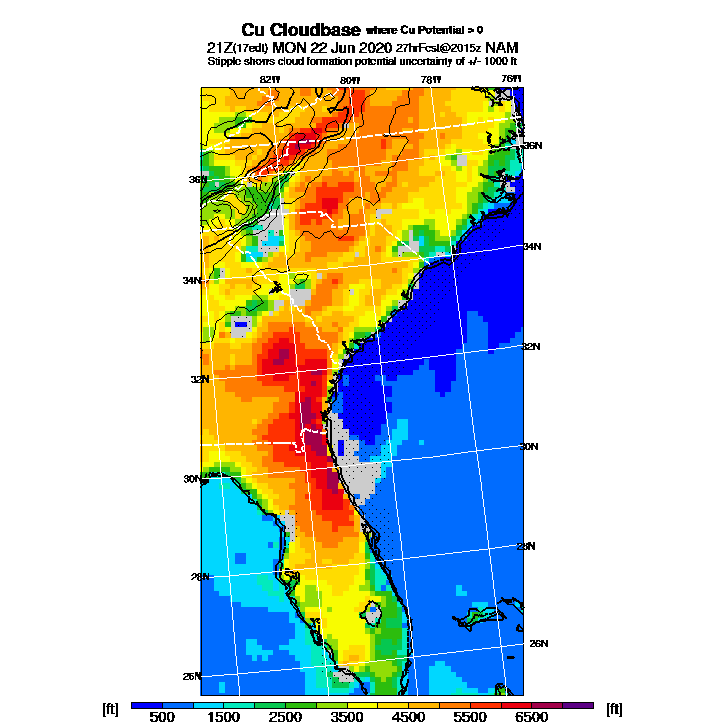 Cu Cloudbase where Cu Potential > 0
21Z(17edt) MON 22 Jun 2020 27hrFcst@2015z NAM
Stipple shows cloud formation potential uncertainty of +/- 1000 ft
82W 80W 78W 76W
36N
36N
34N
34N
32N
32N
30N
30N
28N
28N
26N
26N
[ft] 500 1500 2500 3500 4500 5500 6500 [ft]